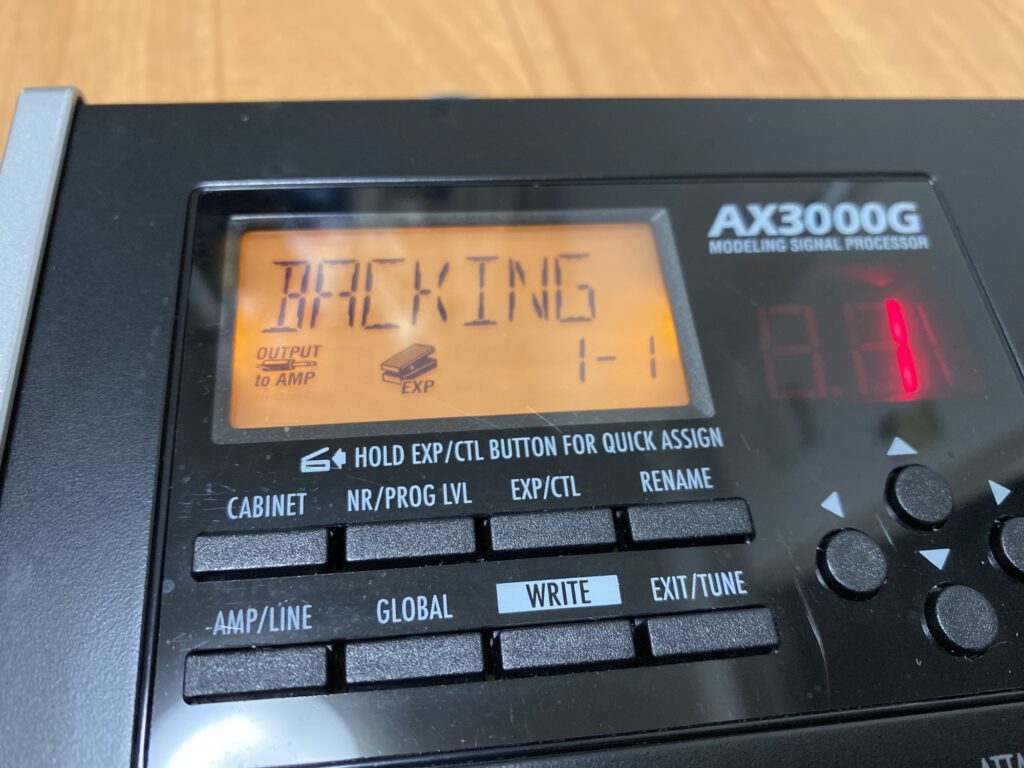 AX3000G
MODELING SIGNAL PROCESSOR
BACKING
OUTPUT
to AMP
EXP
1-1
1
HOLD EXP/CTL BUTTON FOR QUICK ASSIGN
CABINET NR/PROG LVL EXP/CTL RENAME
AMP/LINE GLOBAL WRITE EXIT/TUNE